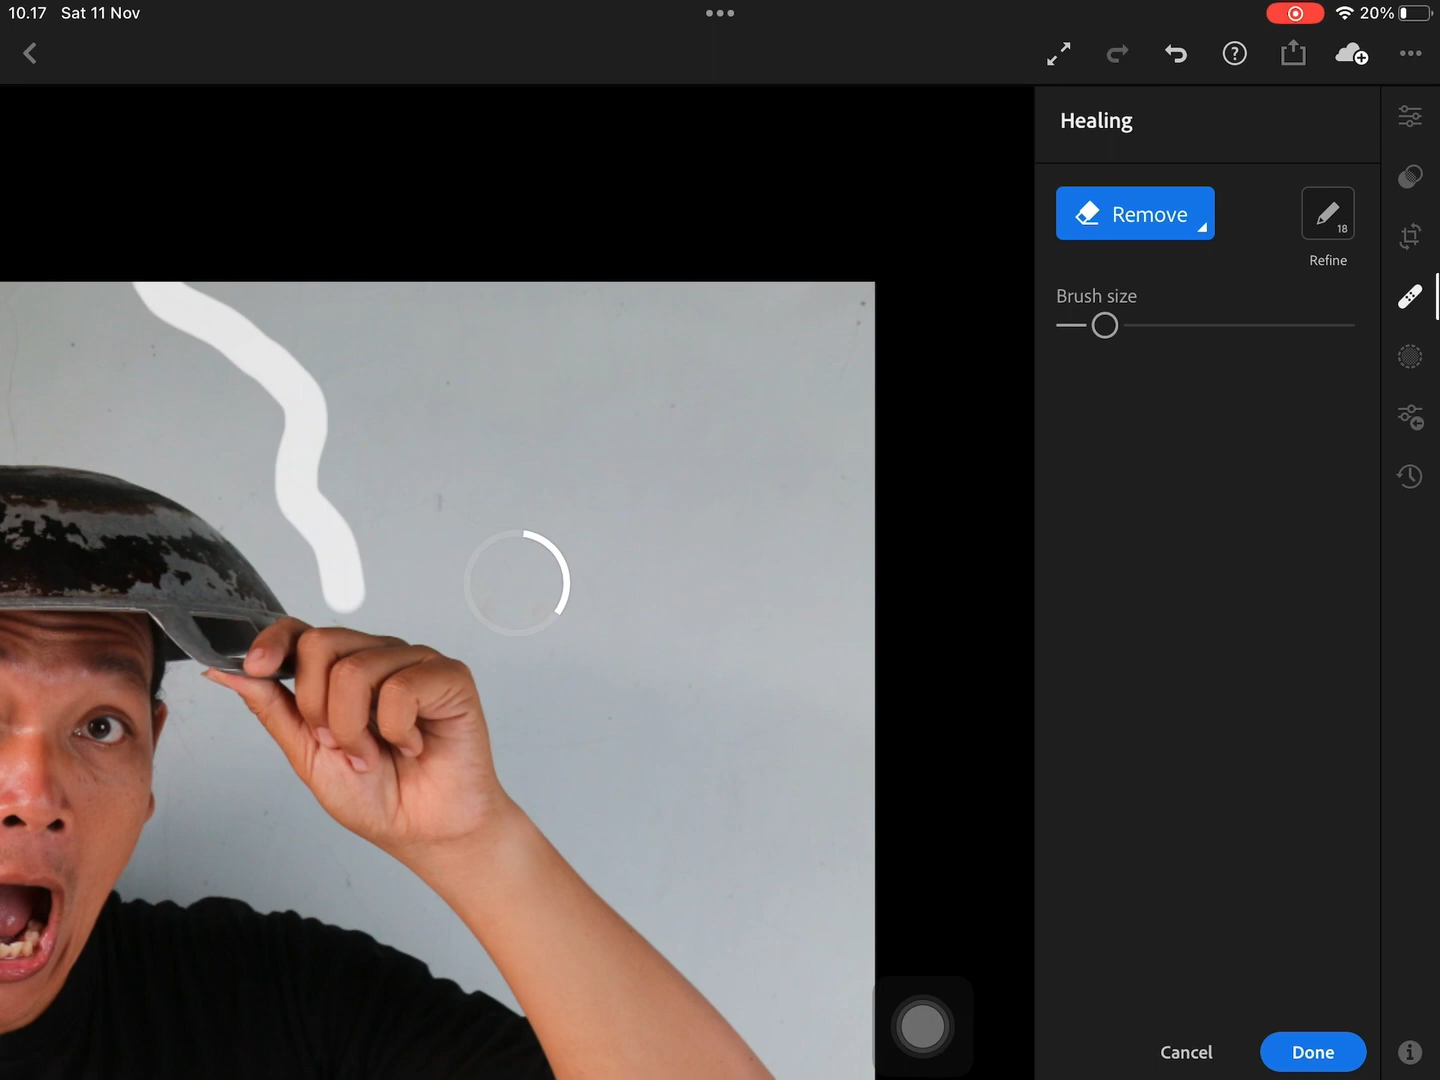 10.17 Sat 11 Nov
20%
Healing
Remove
18
Refine
Brush size
Cancel
Done